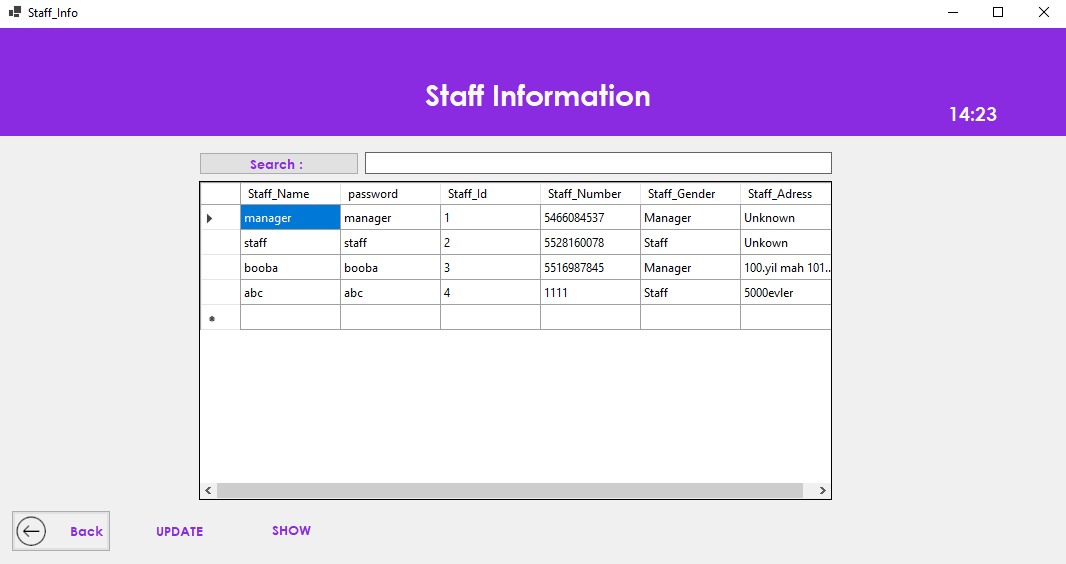 Staff_Info
Staff Information
14:23
Search :
Staff_Name password Staff_Id Staff_Number Staff_Gender Staff_Adress
manager manager 1 5466084537 Manager Unknown
staff staff 2 5528160078 Staff Unkown
booba booba 3 5516987845 Manager 100.yil mah 101..
abc abc 4 1111 Staff 5000evler
Back UPDATE SHOW